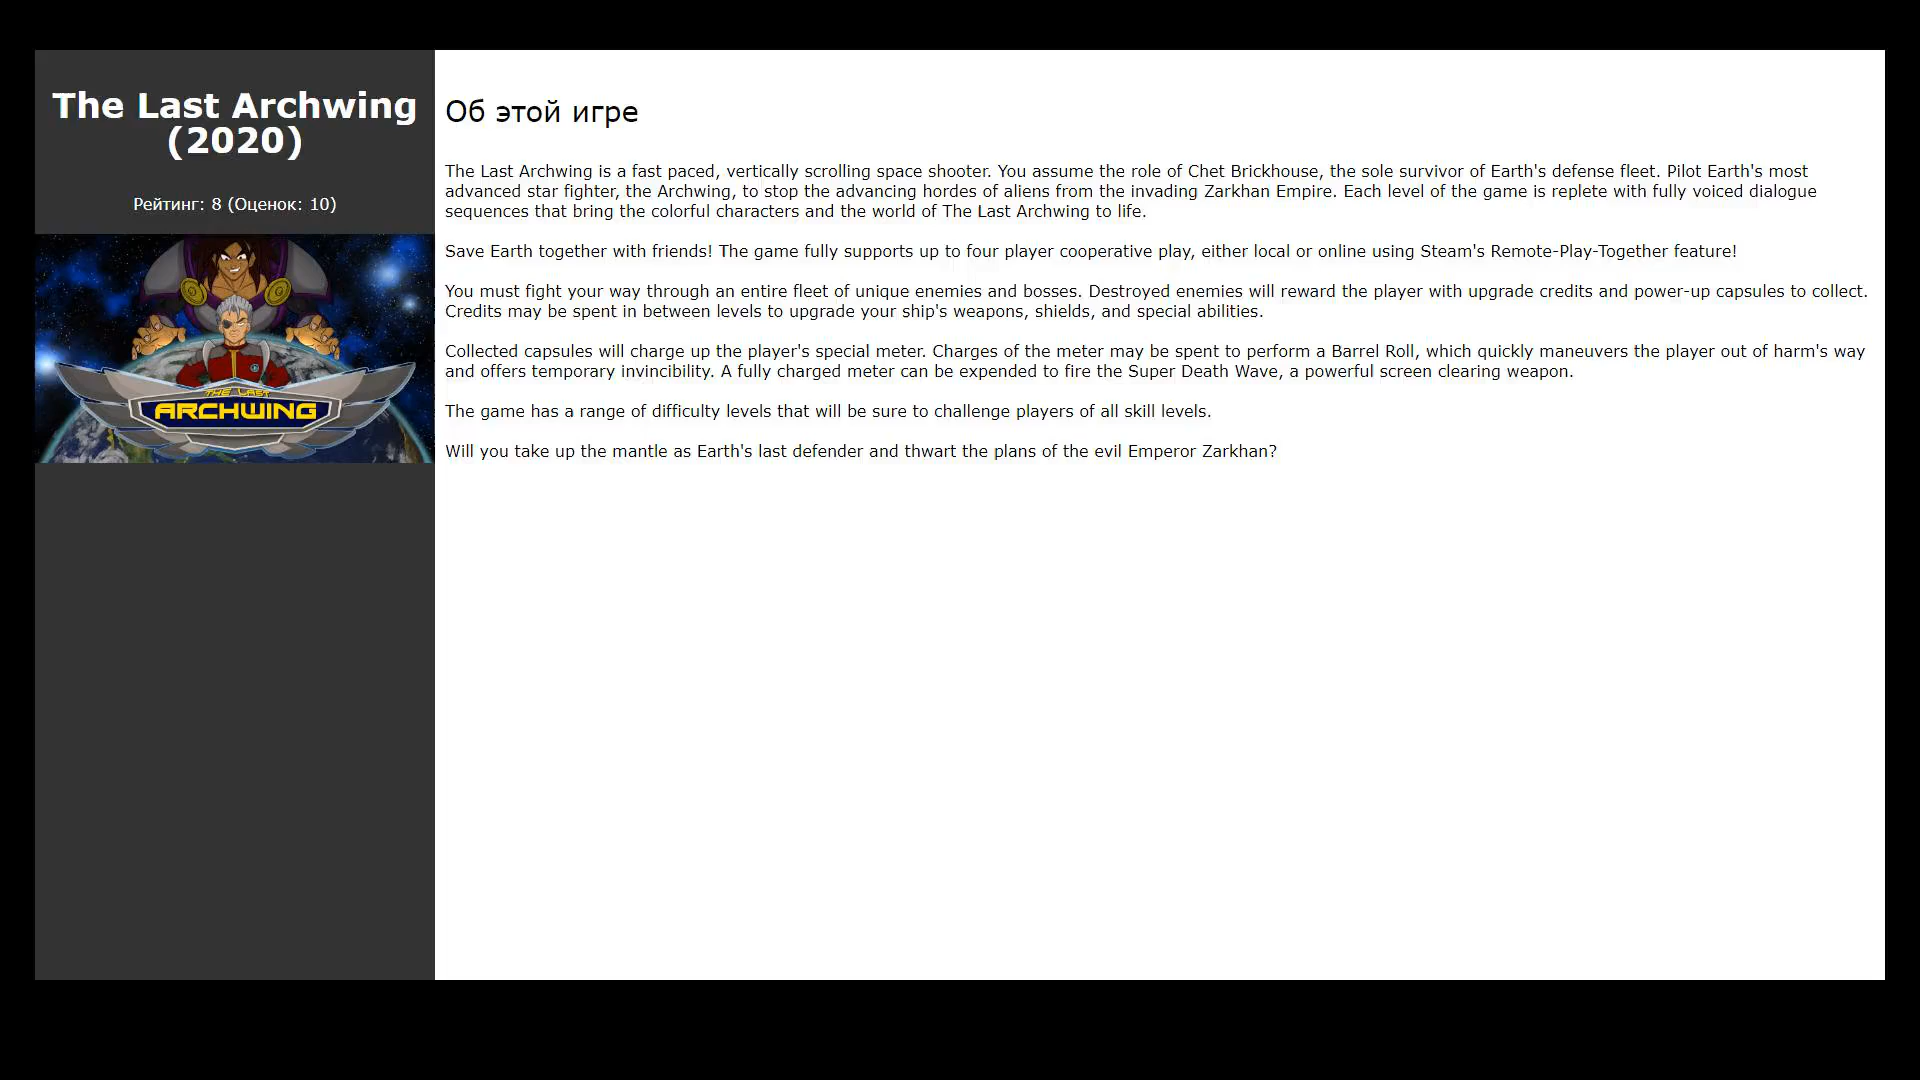 The Last Archwing
(2020)
Рейтинг: 8 (Оценок: 10)
THE LAST
ARCHWING
Об этой игре
The Last Archwing is a fast paced, vertically scrolling space shooter. You assume the role of Chet Brickhouse, the sole survivor of Earth's defense fleet. Pilot Earth's most
advanced star fighter, the Archwing, to stop the advancing hordes of aliens from the invading Zarkhan Empire. Each level of the game is replete with fully voiced dialogue
sequences that bring the colorful characters and the world of The Last Archwing to life.
Save Earth together with friends! The game fully supports up to four player cooperative play, either local or online using Steam's Remote-Play-Together feature!
You must fight your way through an entire fleet of unique enemies and bosses. Destroyed enemies will reward the player with upgrade credits and power-up capsules to collect.
Credits may be spent in between levels to upgrade your ship's weapons, shields, and special abilities.
Collected capsules will charge up the player's special meter. Charges of the meter may be spent to perform a Barrel Roll, which quickly maneuvers the player out of harm's way
and offers temporary invincibility. A fully charged meter can be expended to fire the Super Death Wave, a powerful screen clearing weapon.
The game has a range of difficulty levels that will be sure to challenge players of all skill levels.
Will you take up the mantle as Earth's last defender and thwart the plans of the evil Emperor Zarkhan?